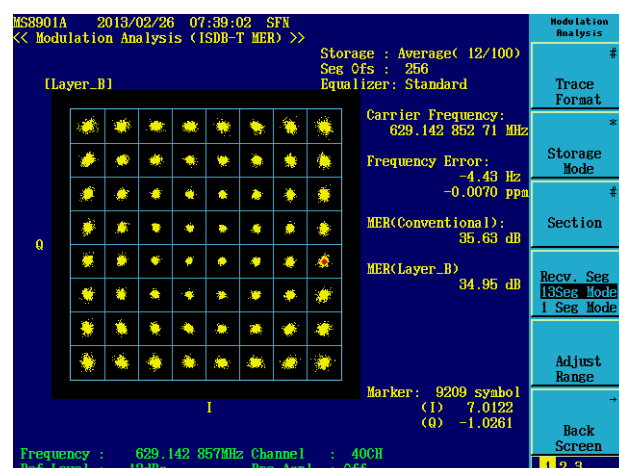 MS8901A 2013/02/26 07:39:02 SFN
<< Modulation Analysis (ISDB-T MER) >>
Storage : Average( 12/100)
Seg Ofs : 256
Equalizer: Standard
[Layer_B]
Carrier Frequency:
629.142 852 71 MHz
Frequency Error:
-4.43 Hz
-0.0070 ppm
MER(Conventional):
35.63 dB
MER(Layer_B)
34.95 dB
Q
I
Marker: 9209 symbol
(I) 7.0122
(Q) -1.0261
Frequency : 629.142 857MHz Channel : 40CH
Modulation
Analysis
#
Trace
Format
*
Storage
Mode
#
Section
Recv. Seg
13Seg Mode
1 Seg Mode
Adjust
Range
→
Back
Screen
1 2 3